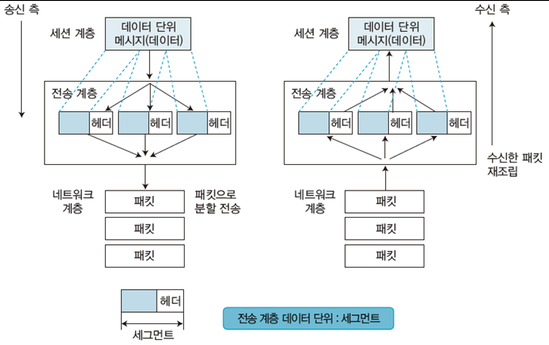 송신 측
세션 계층
데이터 단위
메시지(데이터)
전송 계층
헤더
헤더
헤더
네트워크
계층
패킷
패킷
패킷
패킷으로
분할 전송
수신 측
세션 계층
데이터 단위
메시지(데이터)
전송 계층
헤더
헤더
헤더
수신한 패킷
재조립
네트워크
계층
패킷
패킷
패킷
헤더
세그먼트
전송 계층 데이터 단위 : 세그먼트